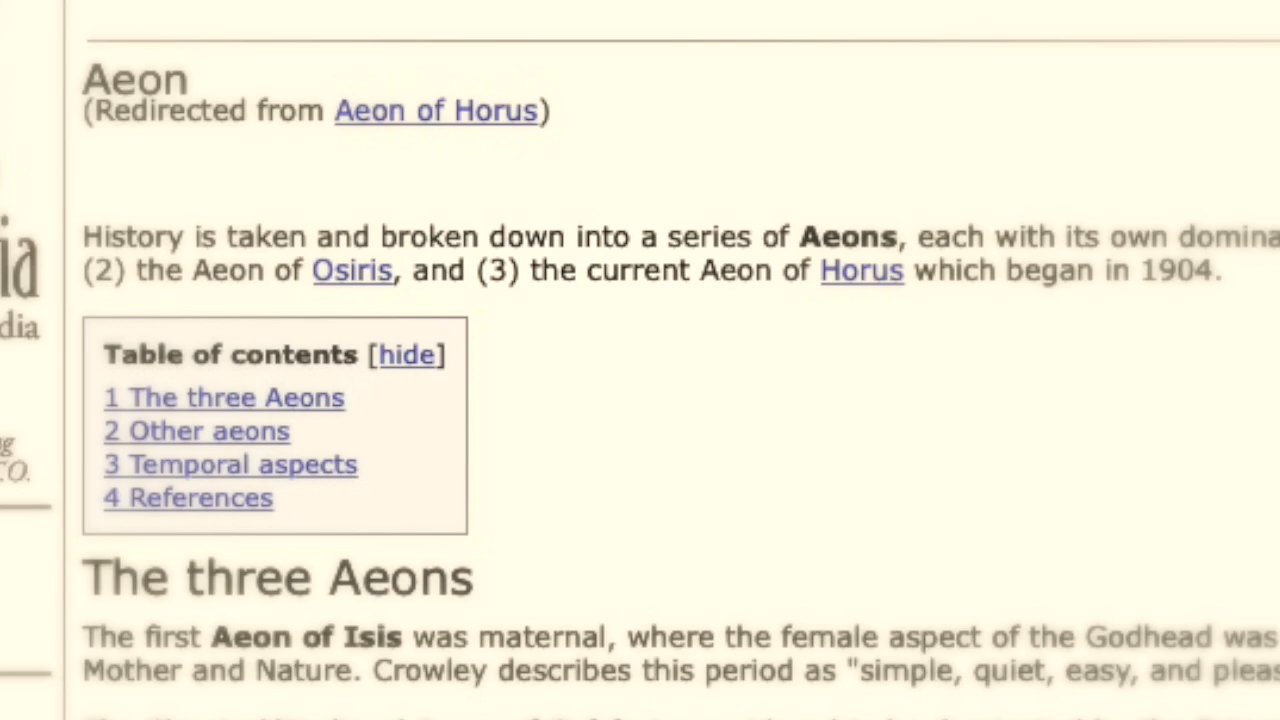 Aeon
(Redirected from Aeon of Horus)
History is taken and broken down into a series of Aeons, each with its own
(2) the Aeon of Osiris, and (3) the current Aeon of Horus which began in 1904.
dia
Table of contents [hide]
1 The three Aeons
2 Other aeons
3 Temporal aspects
4 References
The three Aeons
The first Aeon of Isis was maternal, where the female aspect of the Godhead was
Mother and Nature. Crowley describes this period as "simple, quiet, easy, and